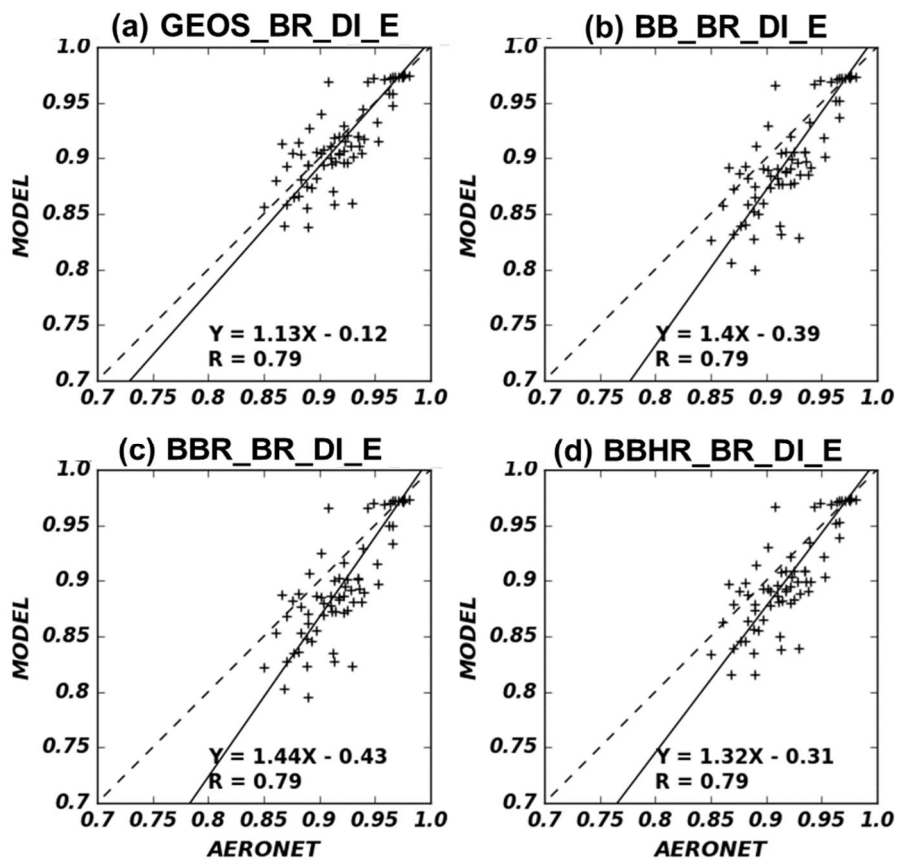 (a) GEOS_BR_DI_E
(b) BB_BR_DI_E
1.0
0.95
0.9
0.85
0.8
0.75
0.7
MODEL
Y = 1.13X - 0.12
R = 0.79
0.7 0.75 0.8 0.85 0.9 0.95 1.0
1.0
0.95
0.9
0.85
0.8
0.75
0.7
MODEL
Y = 1.4X - 0.39
R = 0.79
0.7 0.75 0.8 0.85 0.9 0.95 1.0
(c) BBR_BR_DI_E
(d) BBHR_BR_DI_E
1.0
0.95
0.9
0.85
0.8
0.75
0.7
MODEL
Y = 1.44X - 0.43
R = 0.79
0.7 0.75 0.8 0.85 0.9 0.95 1.0
AERONET
1.0
0.95
0.9
0.85
0.8
0.75
0.7
MODEL
Y = 1.32X - 0.31
R = 0.79
0.7 0.75 0.8 0.85 0.9 0.95 1.0
AERONET